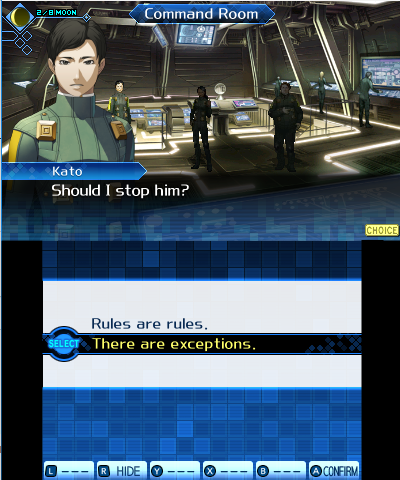 2/8 MOON
Command Room
Kato
Should I stop him?
CHOICE
Rules are rules.
SELECT
There are exceptions.
L --- R HIDE Y --- X --- B --- A CONFIRM